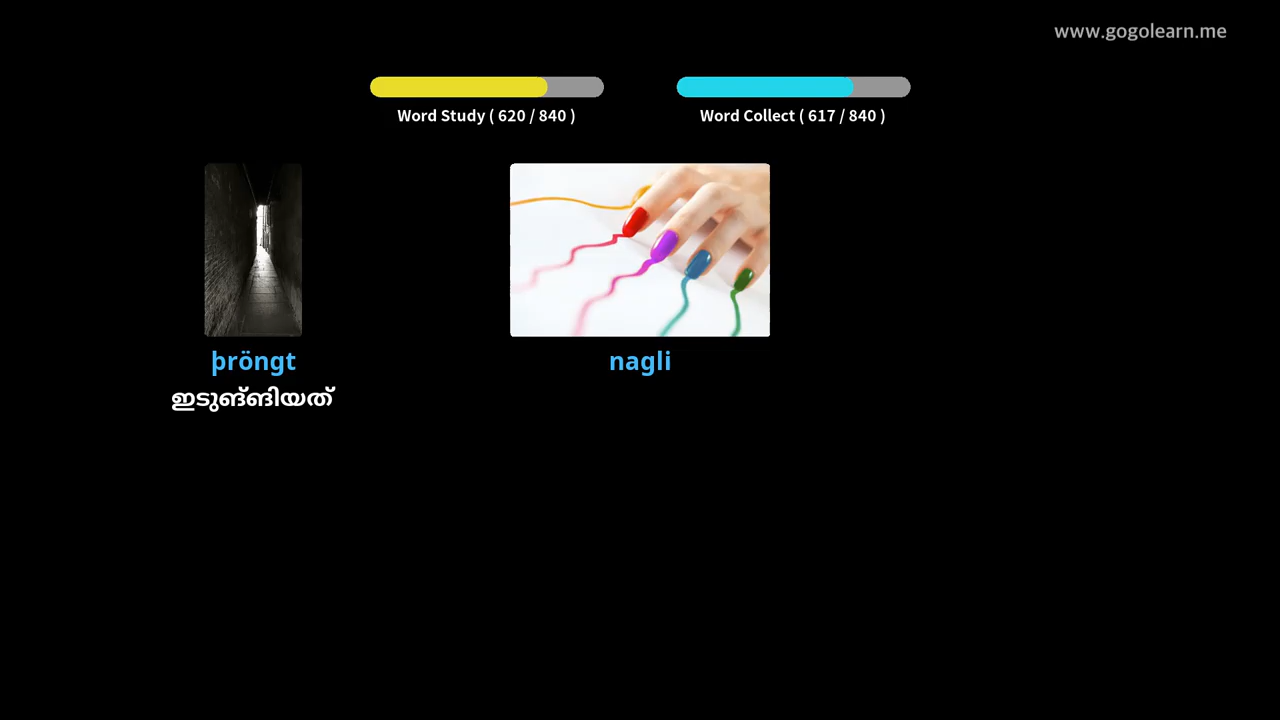 www.gogolearn.me
Word Study ( 620 / 840 )
Word Collect ( 617 / 840 )
þröngt
ഇടുങ്ങിയത്
nagli